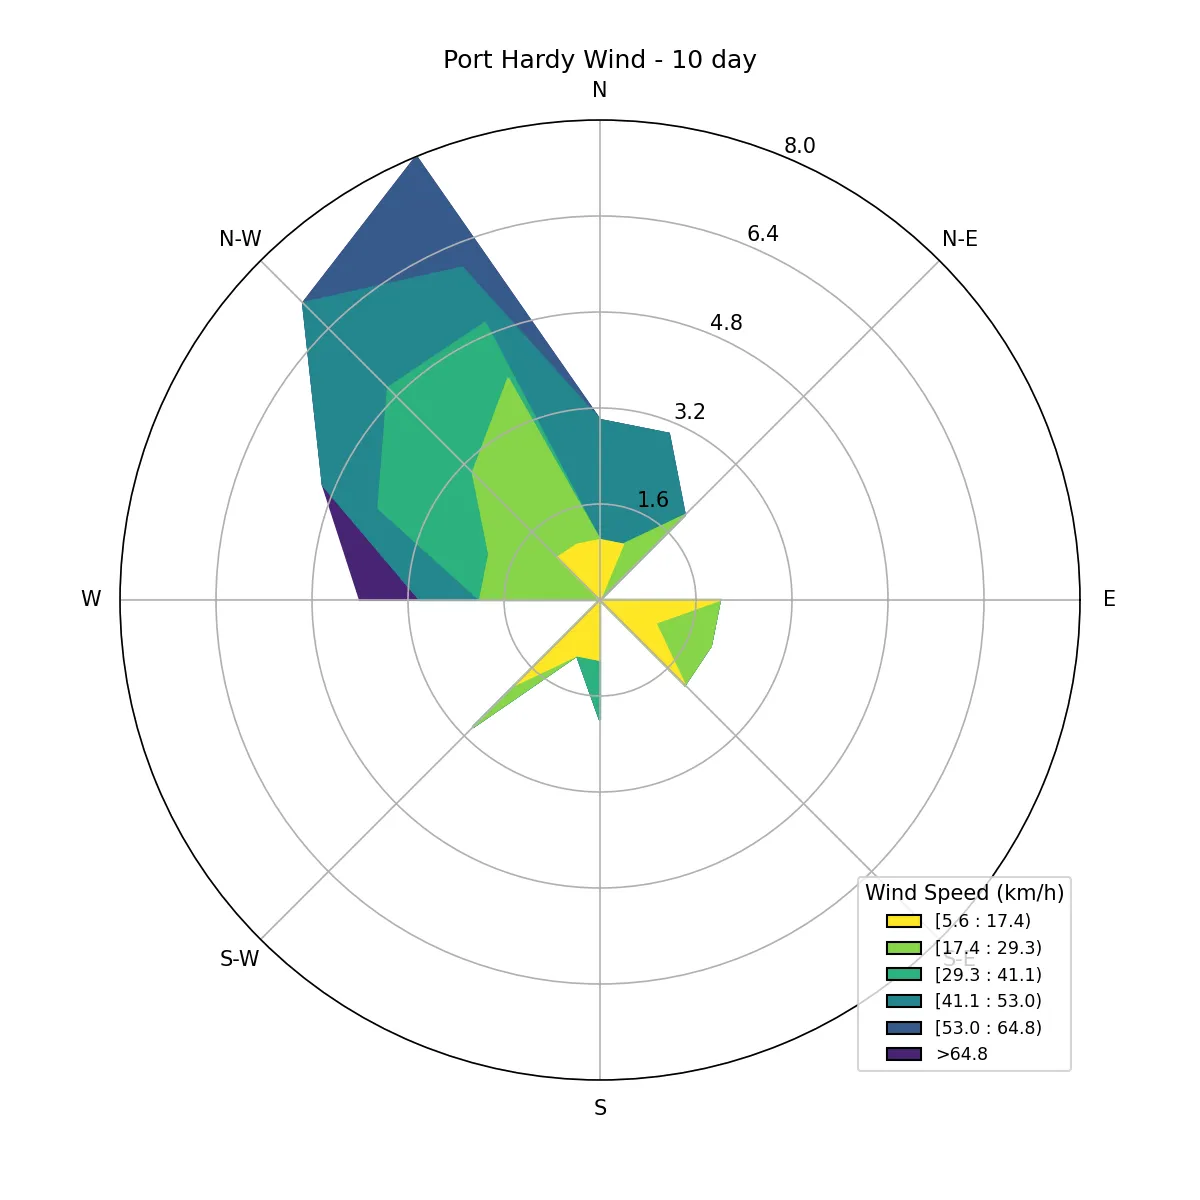 Port Hardy Wind - 10 day
N
8.0
N-W
6.4
N-E
4.8
3.2
1.6
W
E
S-W
S-E
S
Wind Speed (km/h)
[5.6 : 17.4)
[17.4 : 29.3)
[29.3 : 41.1)
[41.1 : 53.0)
[53.0 : 64.8)
>64.8